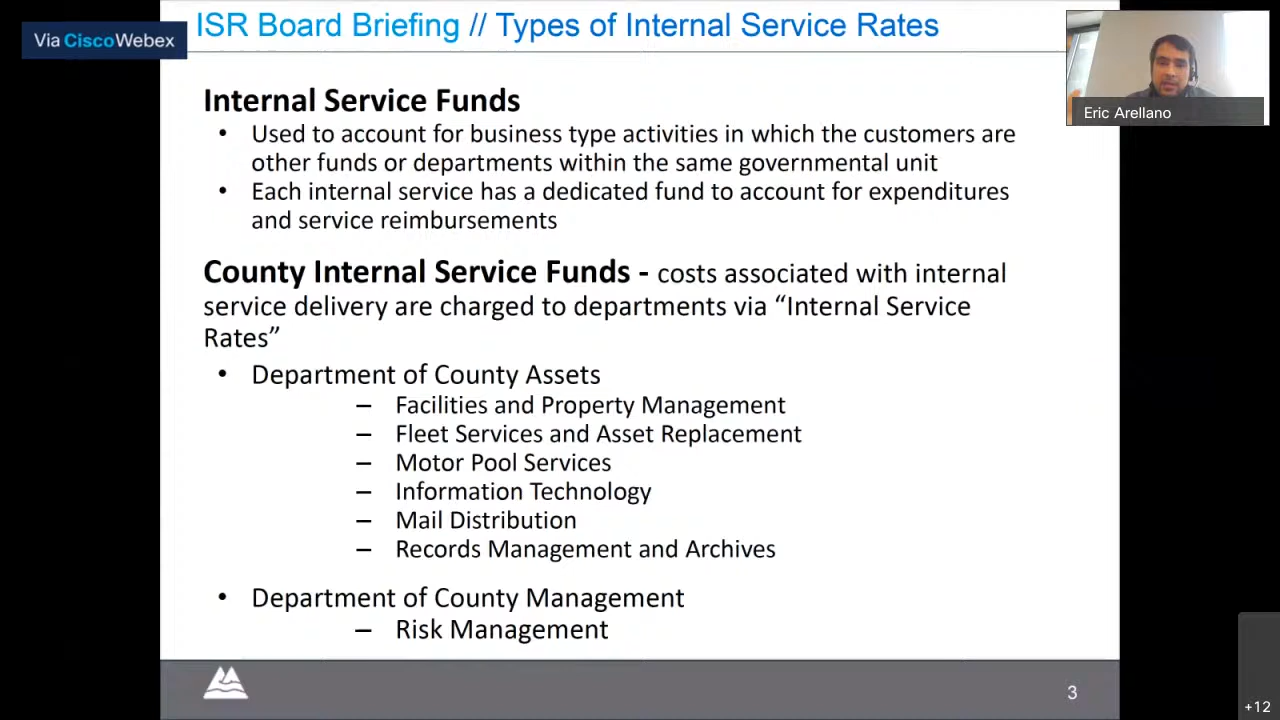 Via CiscoWebex
ISR Board Briefing // Types of Internal Service Rates
Eric Arellano
Internal Service Funds
• Used to account for business type activities in which the customers are
other funds or departments within the same governmental unit
• Each internal service has a dedicated fund to account for expenditures
and service reimbursements
County Internal Service Funds - costs associated with internal
service delivery are charged to departments via “Internal Service
Rates”
• Department of County Assets
– Facilities and Property Management
– Fleet Services and Asset Replacement
– Motor Pool Services
– Information Technology
– Mail Distribution
– Records Management and Archives
• Department of County Management
– Risk Management
3
+12